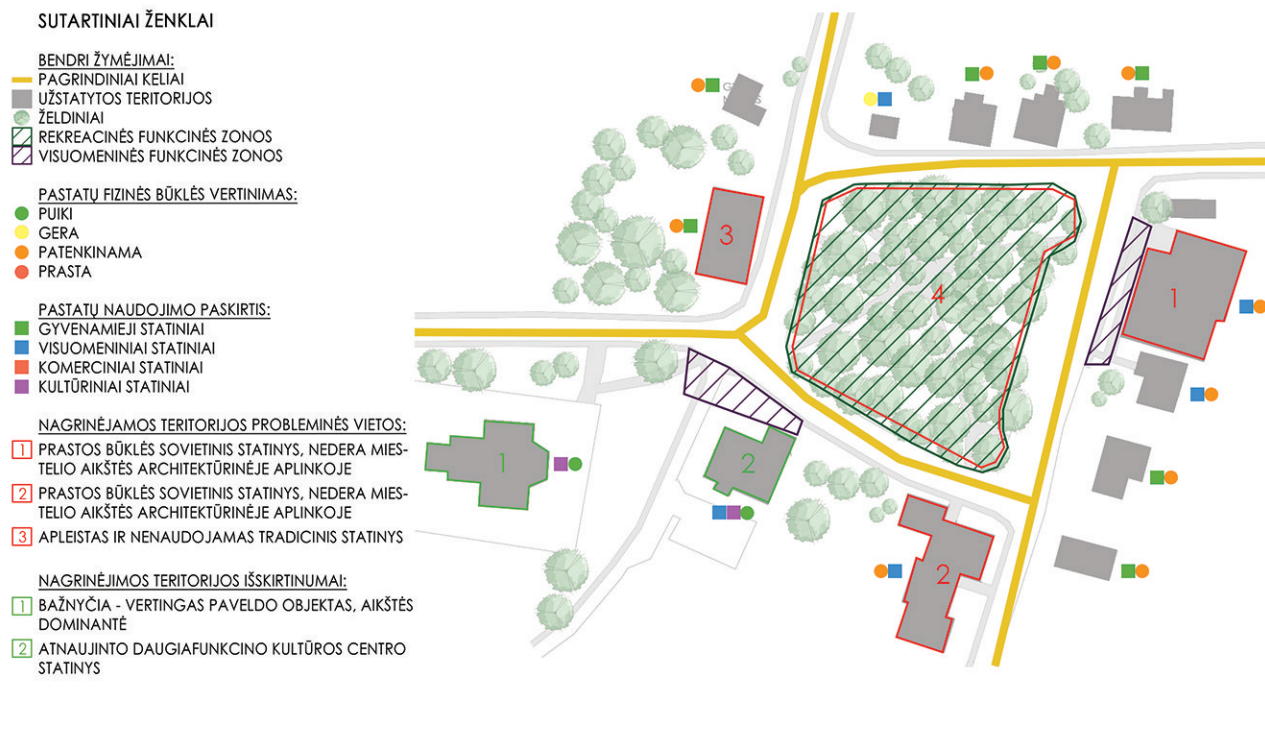 SUTARTINIAI ŽENKLAI
BENDRI ŽYMĖJIMAI:
PAGRINDINIAI KELIAI
UŽSTATYTOS TERITORIJOS
ŽELDINIAI
REKREACINĖS FUNKCINĖS ZONOS
VISUOMENINĖS FUNKCINĖS ZONOS
PASTATŲ FIZINĖS BŪKLĖS VERTINIMAS:
PUIKI
GERA
PATENKINAMA
PRASTA
PASTATŲ NAUDOJIMO PASKIRTIS:
GYVENAMIEJI STATINIAI
VISUOMENINIAI STATINIAI
KOMERCINIAI STATINIAI
KULTŪRINIAI STATINIAI
NAGRINĖJAMOS TERITORIJOS PROBLEMINĖS VIETOS:
1 PRASTOS BŪKLĖS SOVIETINIS STATINYS, NEDERA MIES-
TELIO AIKŠTĖS ARCHITEKTŪRINĖJE APLINKOJE
2 PRASTOS BŪKLĖS SOVIETINIS STATINYS, NEDERA MIES-
TELIO AIKŠTĖS ARCHITEKTŪRINĖJE APLINKOJE
3 APLEISTAS IR NENAUDOJAMAS TRADICINIS STATINYS
NAGRINĖJIMOS TERITORIJOS IŠSKIRTINUMAI:
1 BAŽNYČIA - VERTINGAS PAVELDO OBJEKTAS, AIKŠTĖS
DOMINANTĖ
2 ATNAUJINTO DAUGIAFUNKCINO KULTŪROS CENTRO
STATINYS
3
4
1
1
2
2